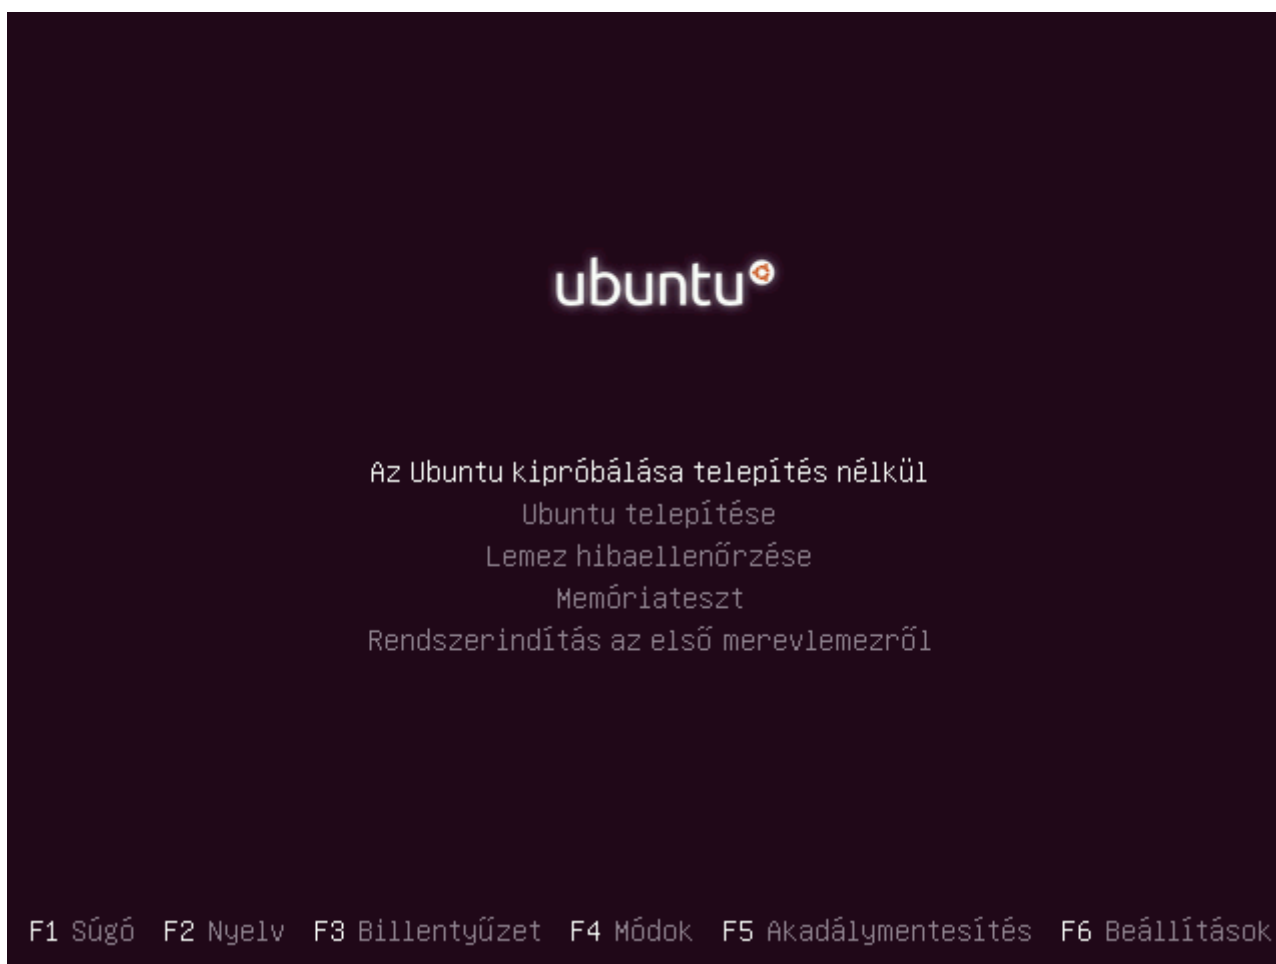 ubuntu
Az Ubuntu kipróbálása telepítés nélkül
Ubuntu telepítése
Lemez hibaellenőrzése
Memóriateszt
Rendszerindítás az első merevlemezről
F1 Súgó F2 Nyelv F3 Billentyűzet F4 Módok F5 Akadálymentesítés F6 Beállítások